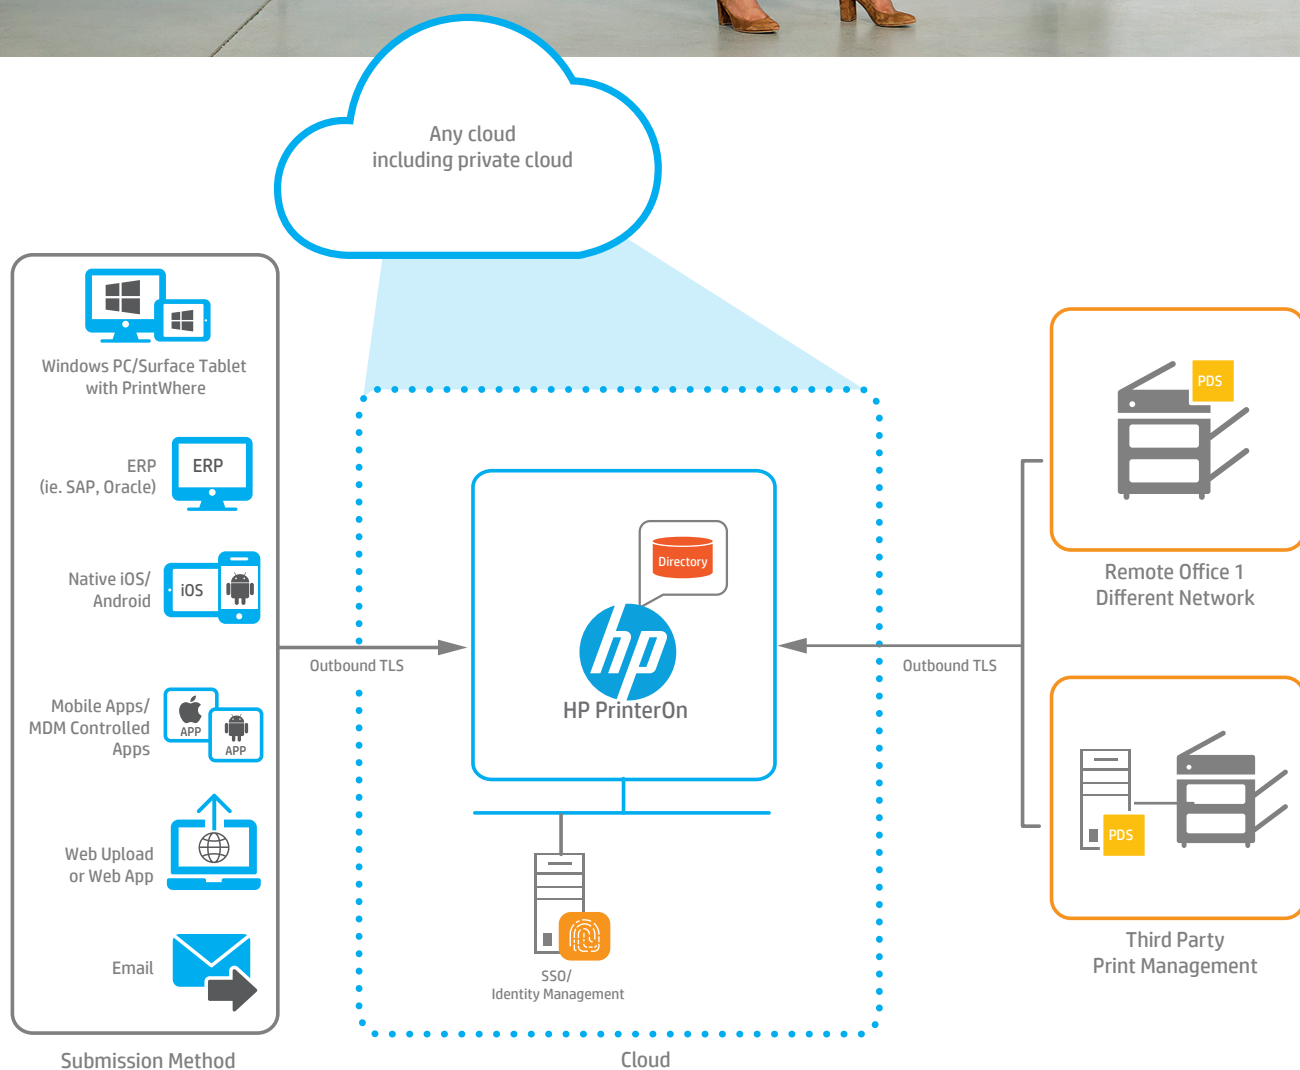 Any cloud
including private cloud
Windows PC/Surface Tablet
with PrintWhere
ERP
(ie. SAP, Oracle)
ERP
Native iOS/
Android
iOS
Mobile Apps/
MDM Controlled
Apps
APP
APP
Web Upload
or Web App
Email
Submission Method
Outbound TLS
Directory
hp
HP PrinterOn
SSO/
Identity Management
Cloud
Outbound TLS
PDS
Remote Office 1
Different Network
PDS
Third Party
Print Management